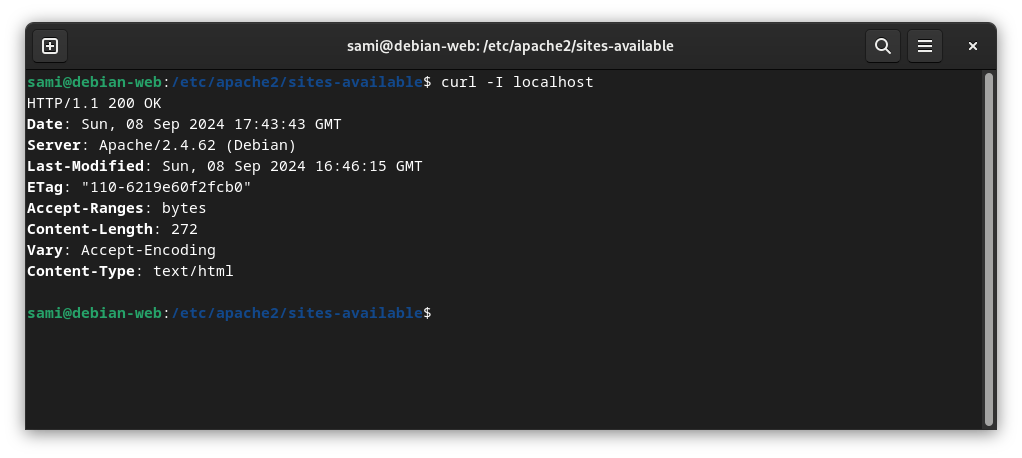 sami@debian-web: /etc/apache2/sites-available
sami@debian-web:/etc/apache2/sites-available$ curl -I localhost
HTTP/1.1 200 OK
Date: Sun, 08 Sep 2024 17:43:43 GMT
Server: Apache/2.4.62 (Debian)
Last-Modified: Sun, 08 Sep 2024 16:46:15 GMT
ETag: "110-6219e60f2fcb0"
Accept-Ranges: bytes
Content-Length: 272
Vary: Accept-Encoding
Content-Type: text/html
sami@debian-web:/etc/apache2/sites-available$